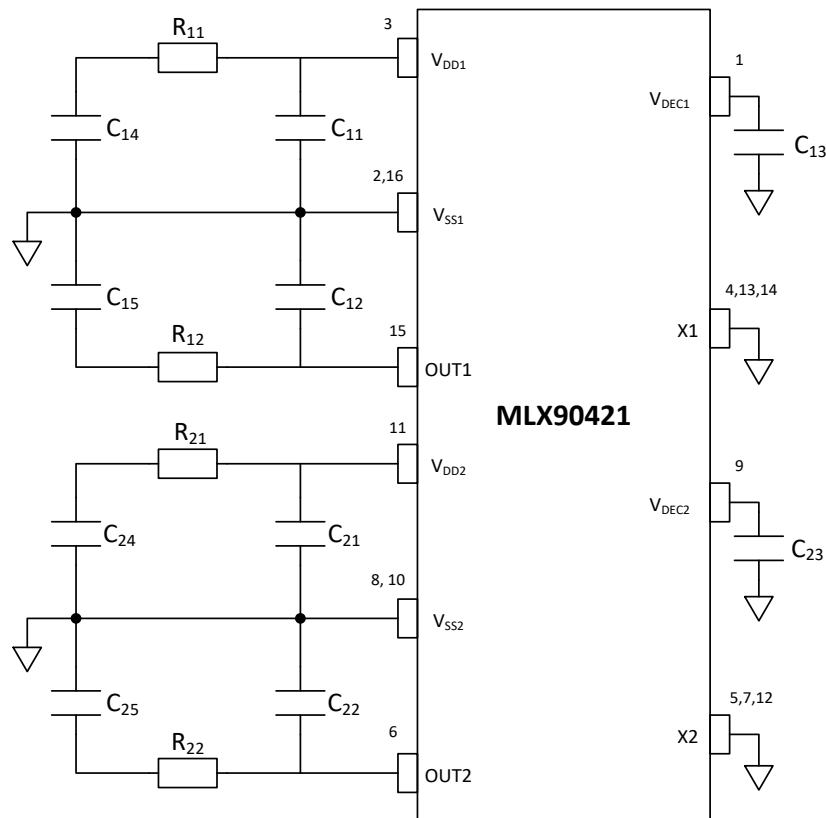 R11
3
VDD1
1
VDEC1
C14
C11
C13
2,16
VSS1
C15
C12
4,13,14
X1
R12
15
OUT1
MLX90421
R21
11
VDD2
9
VDEC2
C24
C21
C23
8, 10
VSS2
C25
C22
5,7,12
X2
R22
6
OUT2